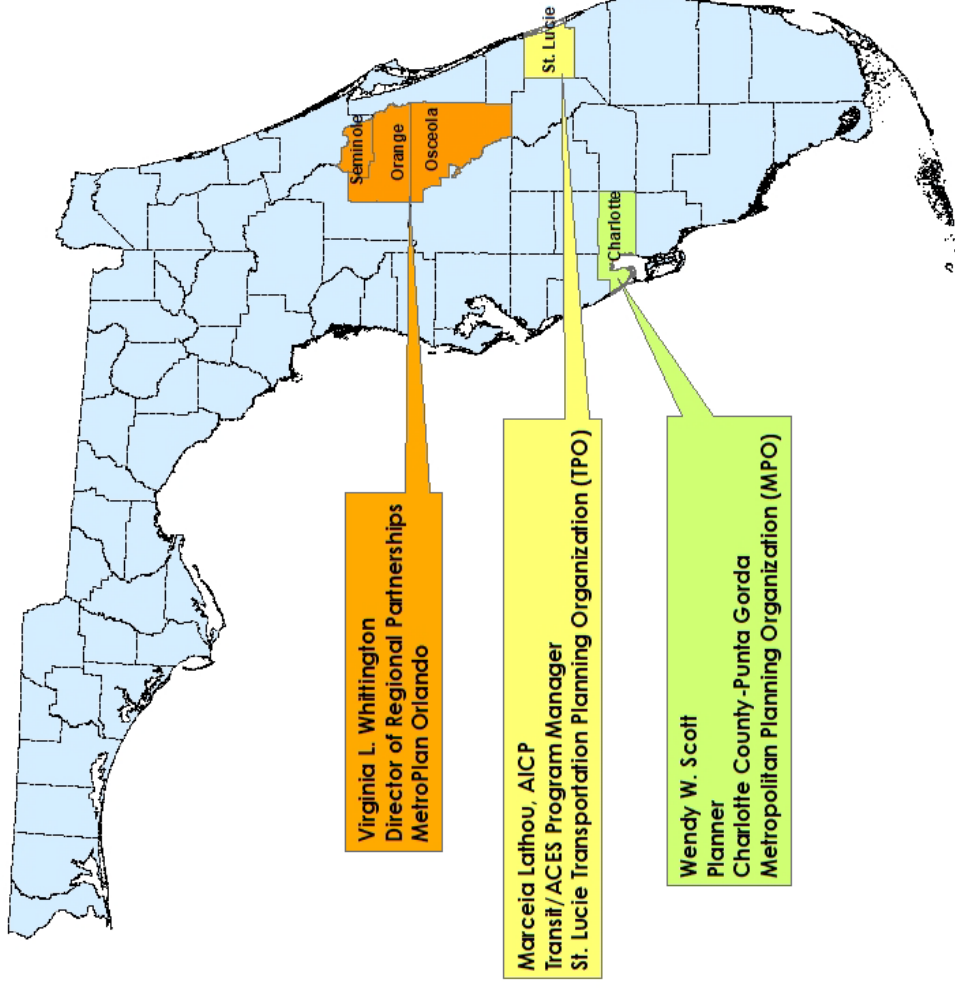 Seminole
Orange
Osceola
St. Lucie
Charlotte
Virginia L. Whittington
Director of Regional Partnerships
MetroPlan Orlando
Marceia Lathou, AICP
Transit/ACES Program Manager
St. Lucie Transportation Planning Organization (TPO)
Wendy W. Scott
Planner
Charlotte County-Punta Gorda
Metropolitan Planning Organization (MPO)